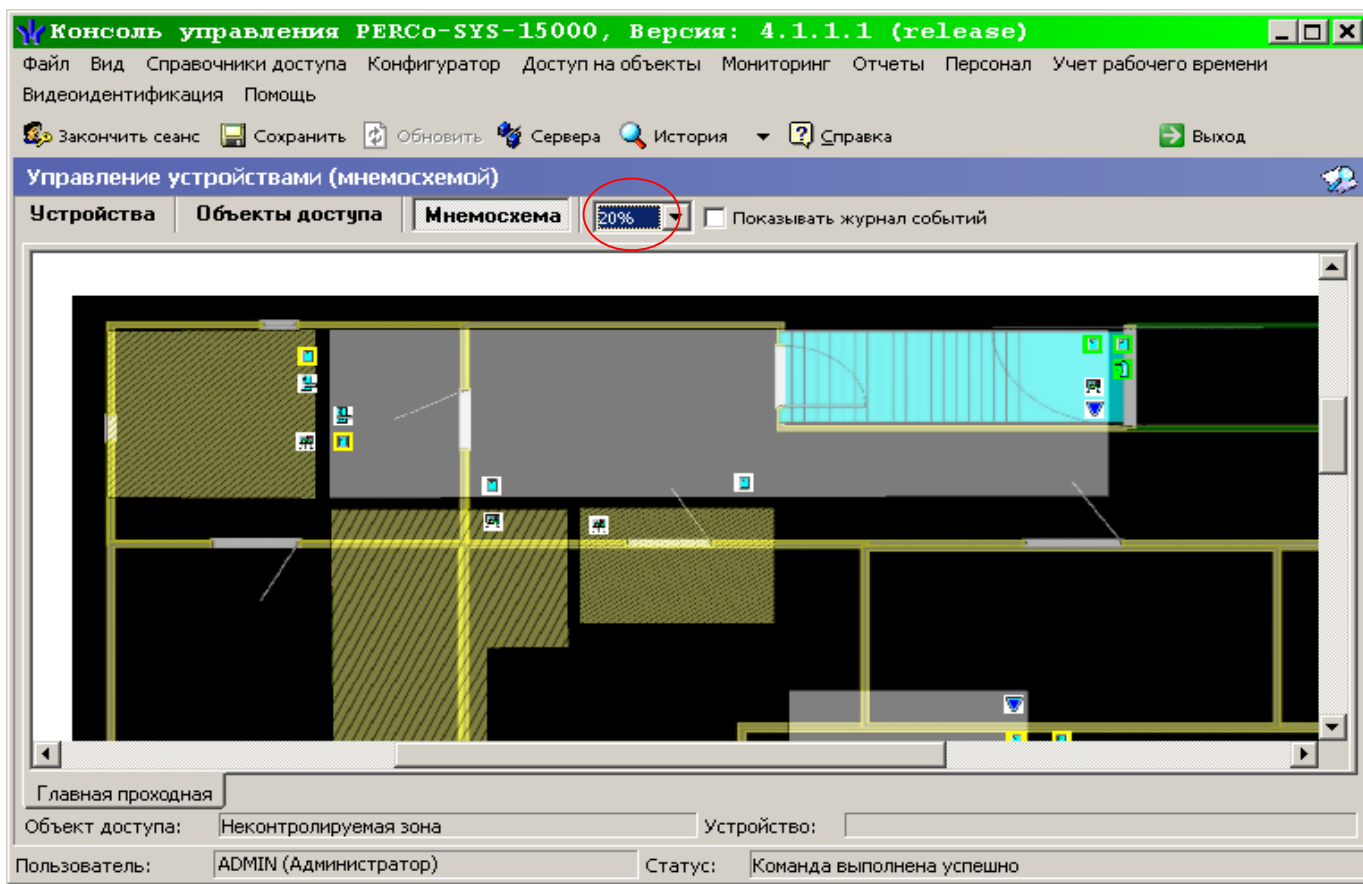 Консоль управления PERCo-SYS-15000, Версия: 4.1.1.1 (release)
Файл Вид Справочники доступа Конфигуратор Доступ на объекты Мониторинг Отчеты Персонал Учет рабочего времени
Видеоидентификация Помощь
Закончить сеанс Сохранить Обновить Сервера История Справка Выход
Управление устройствами (мнемосхемой)
Устройства Объекты доступа Мнемосхема 20% Показывать журнал событий
Главная проходная
Объект доступа: Неконтролируемая зона Устройство:
Пользователь: ADMIN (Администратор) Статус: Команда выполнена успешно